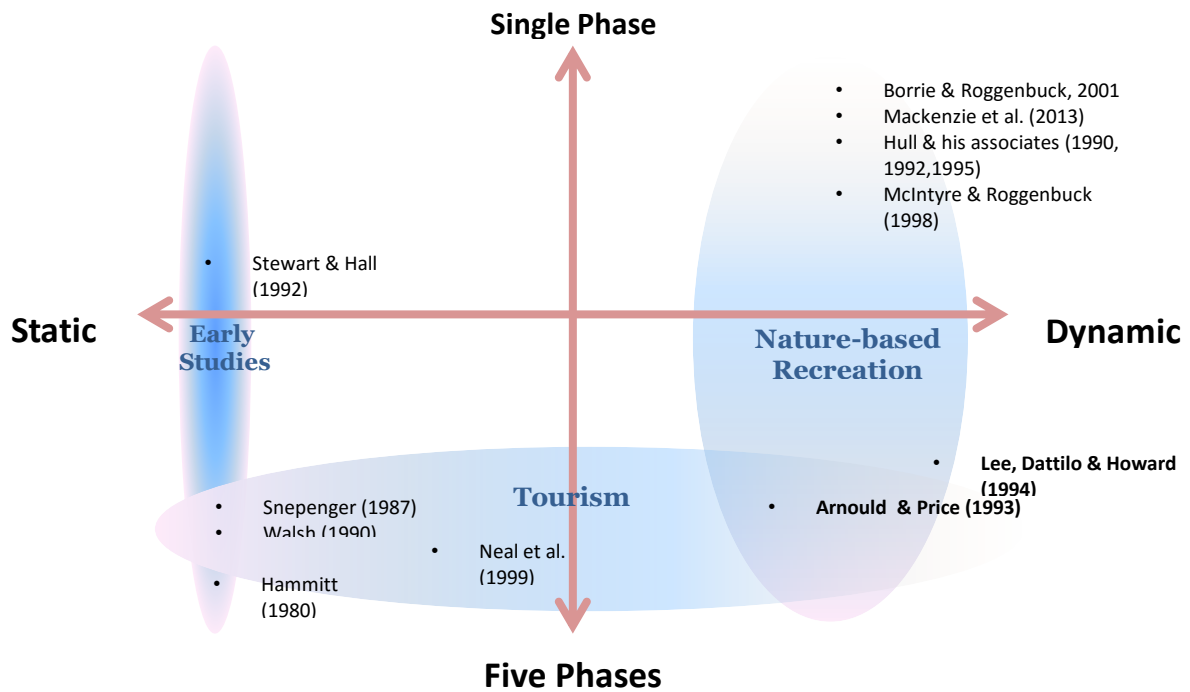 Single Phase
• Borrie & Roggenbuck, 2001
• Mackenzie et al. (2013)
• Hull & his associates (1990,
1992,1995)
• McIntyre & Roggenbuck
(1998)
• Stewart & Hall
(1992)
Static
Early
Studies
Nature-based
Recreation
Dynamic
• Lee, Dattilo & Howard
(1994)
Tourism
• Arnould & Price (1993)
• Snepenger (1987)
• Walsh (1990)
• Neal et al.
(1999)
• Hammitt
(1980)
Five Phases